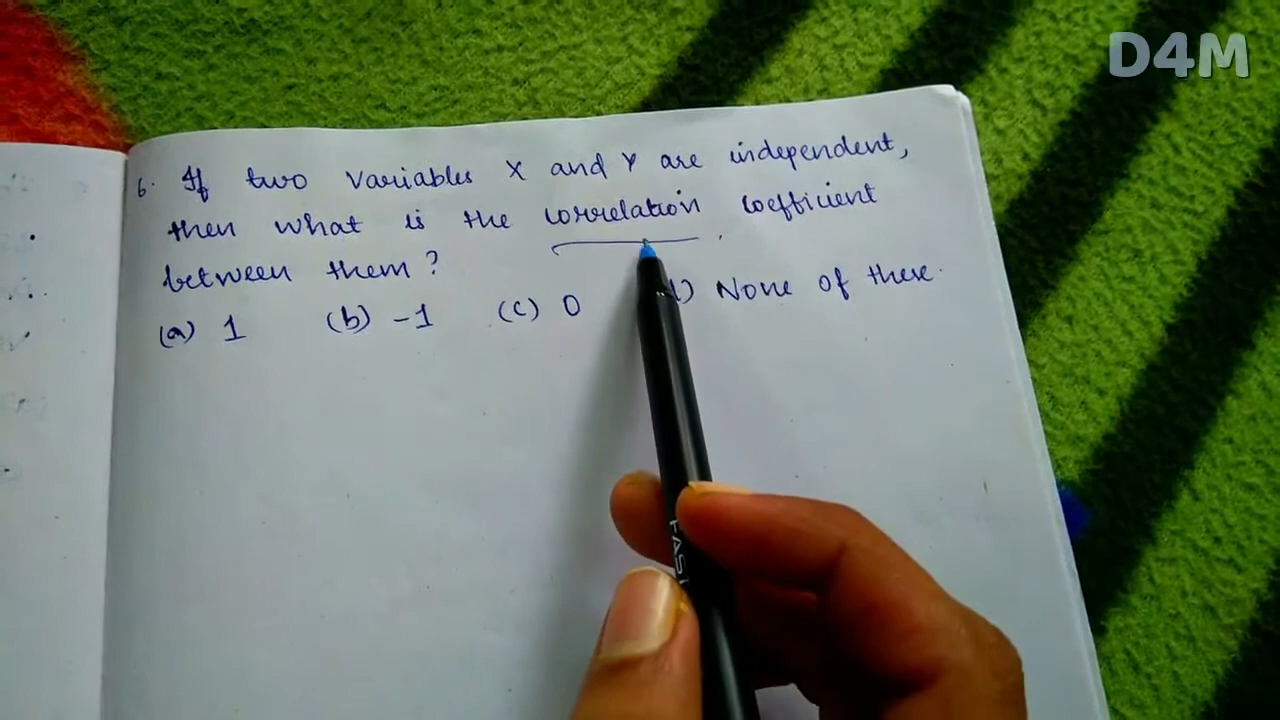 D4M
6. If two variables X and Y are independent,
then what is the correlation coefficient
between them?
(a) 1 (b) -1 (c) 0 d) None of these.
FAS